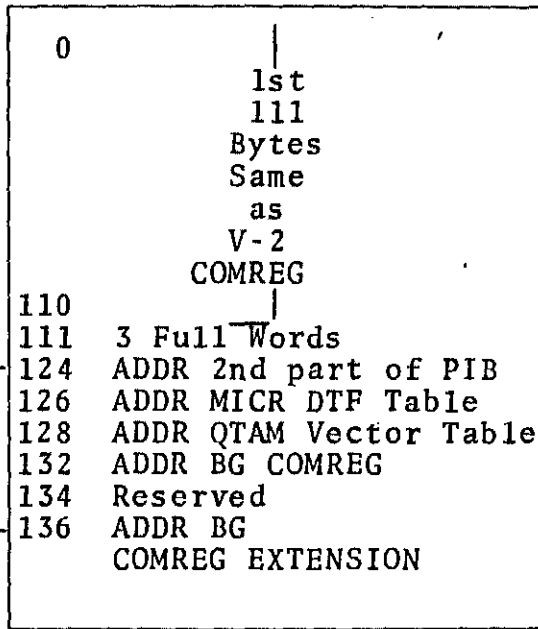 0
1st
111
Bytes
Same
as
V-2
COMREG
110
111 3 Full Words
124 ADDR 2nd part of PIB
126 ADDR MICR DTF Table
128 ADDR QTAM Vector Table
132 ADDR BG COMREG
134 Reserved
136 ADDR BG
COMREG EXTENSION